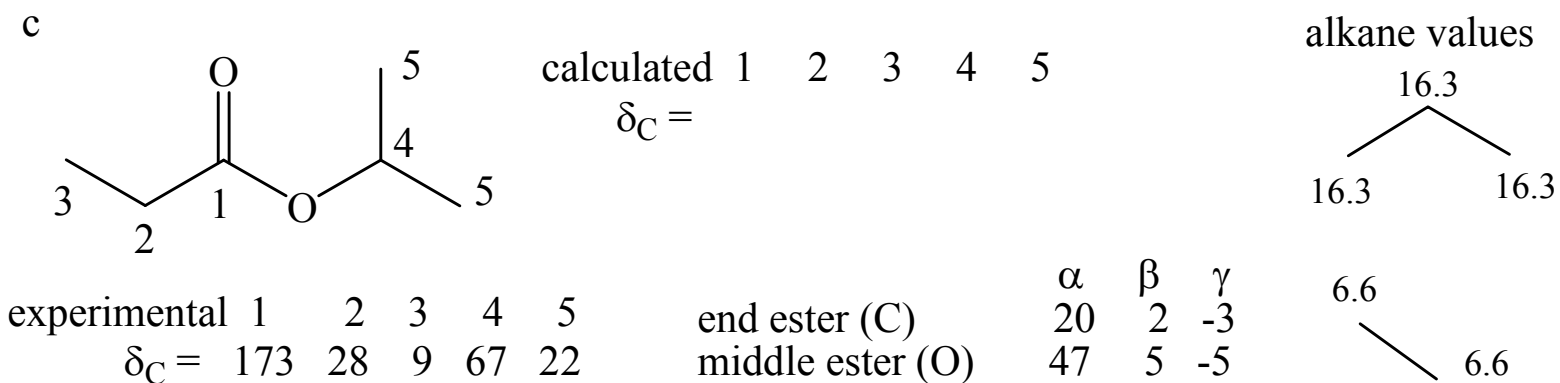 c
O
5
4
3
1
O
5
2
calculated 1 2 3 4 5
δC =
alkane values
16.3
16.3
16.3
experimental 1 2 3 4 5
δC = 173 28 9 67 22
α β γ
end ester (C) 20 2 -3
middle ester (O) 47 5 -5
6.6
6.6